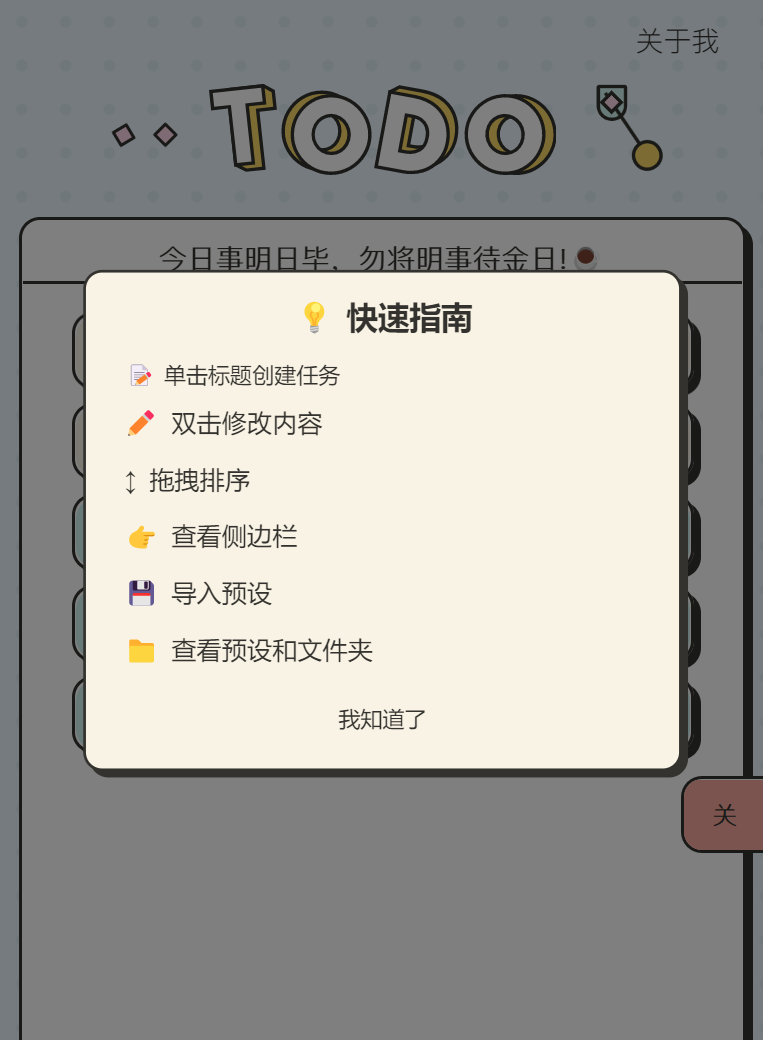 关于我
TODO
今日事明日毕，勿将明事待金日!
💡 快速指南
📝 单击标题创建任务
✏️ 双击修改内容
↕ 拖拽排序
👉 查看侧边栏
💾 导入预设
📁 查看预设和文件夹
我知道了
关